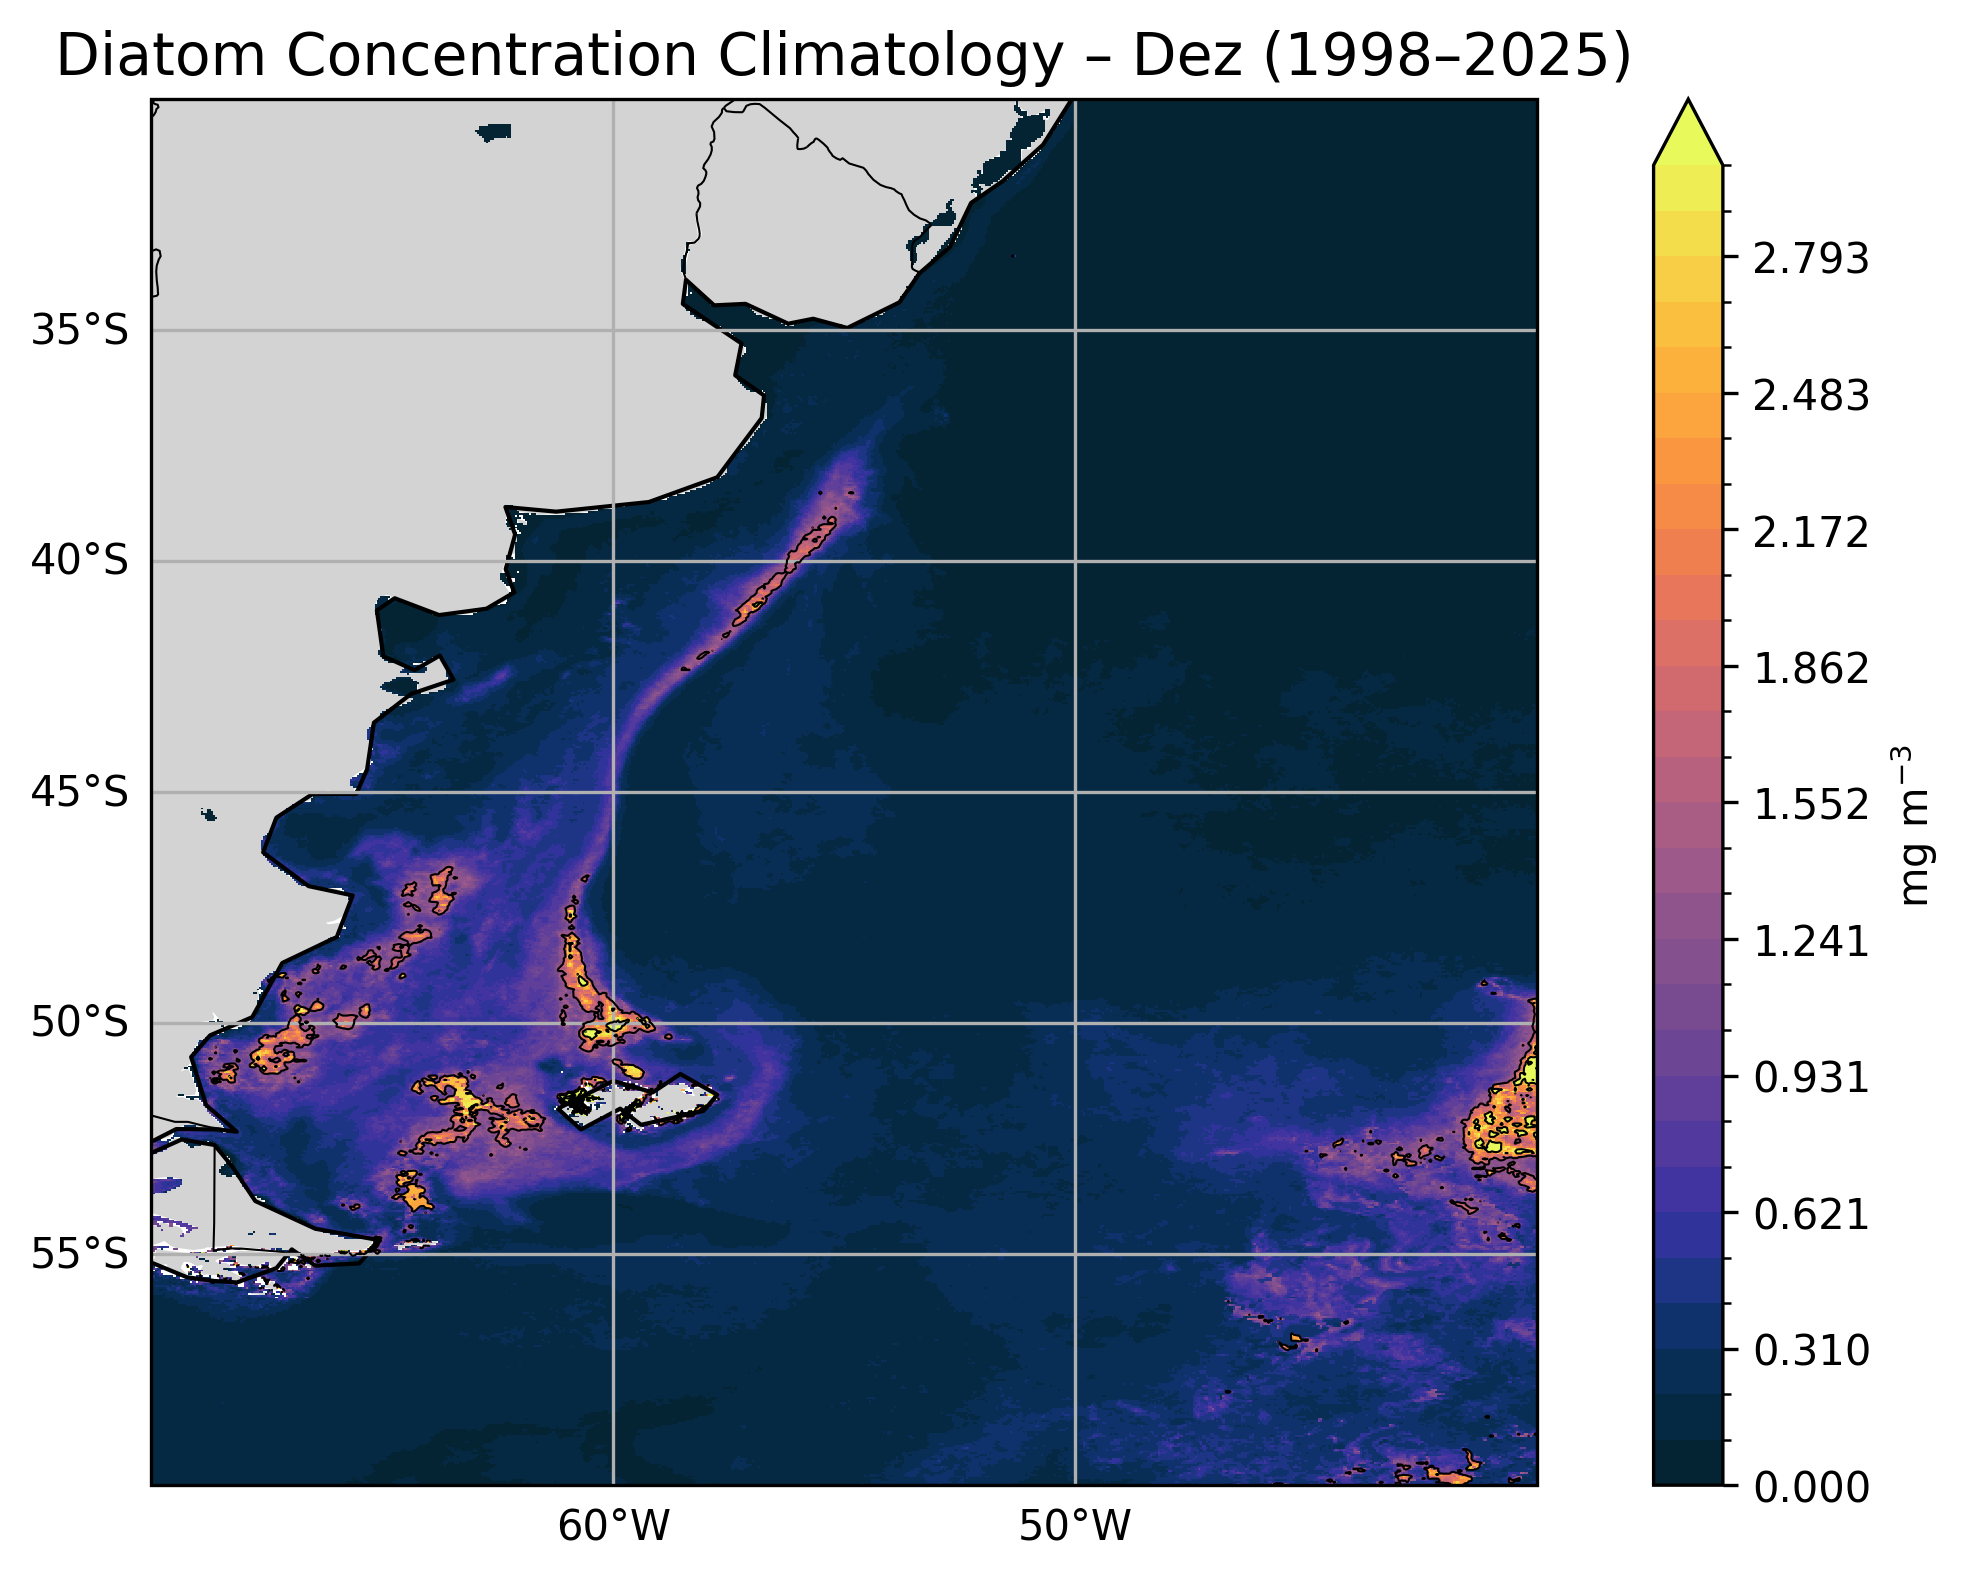 Diatom Concentration Climatology – Dez (1998–2025)
35°S
40°S
45°S
50°S
55°S
60°W
50°W
2.793
2.483
2.172
1.862
1.552
1.241
0.931
0.621
0.310
0.000
mg m⁻³